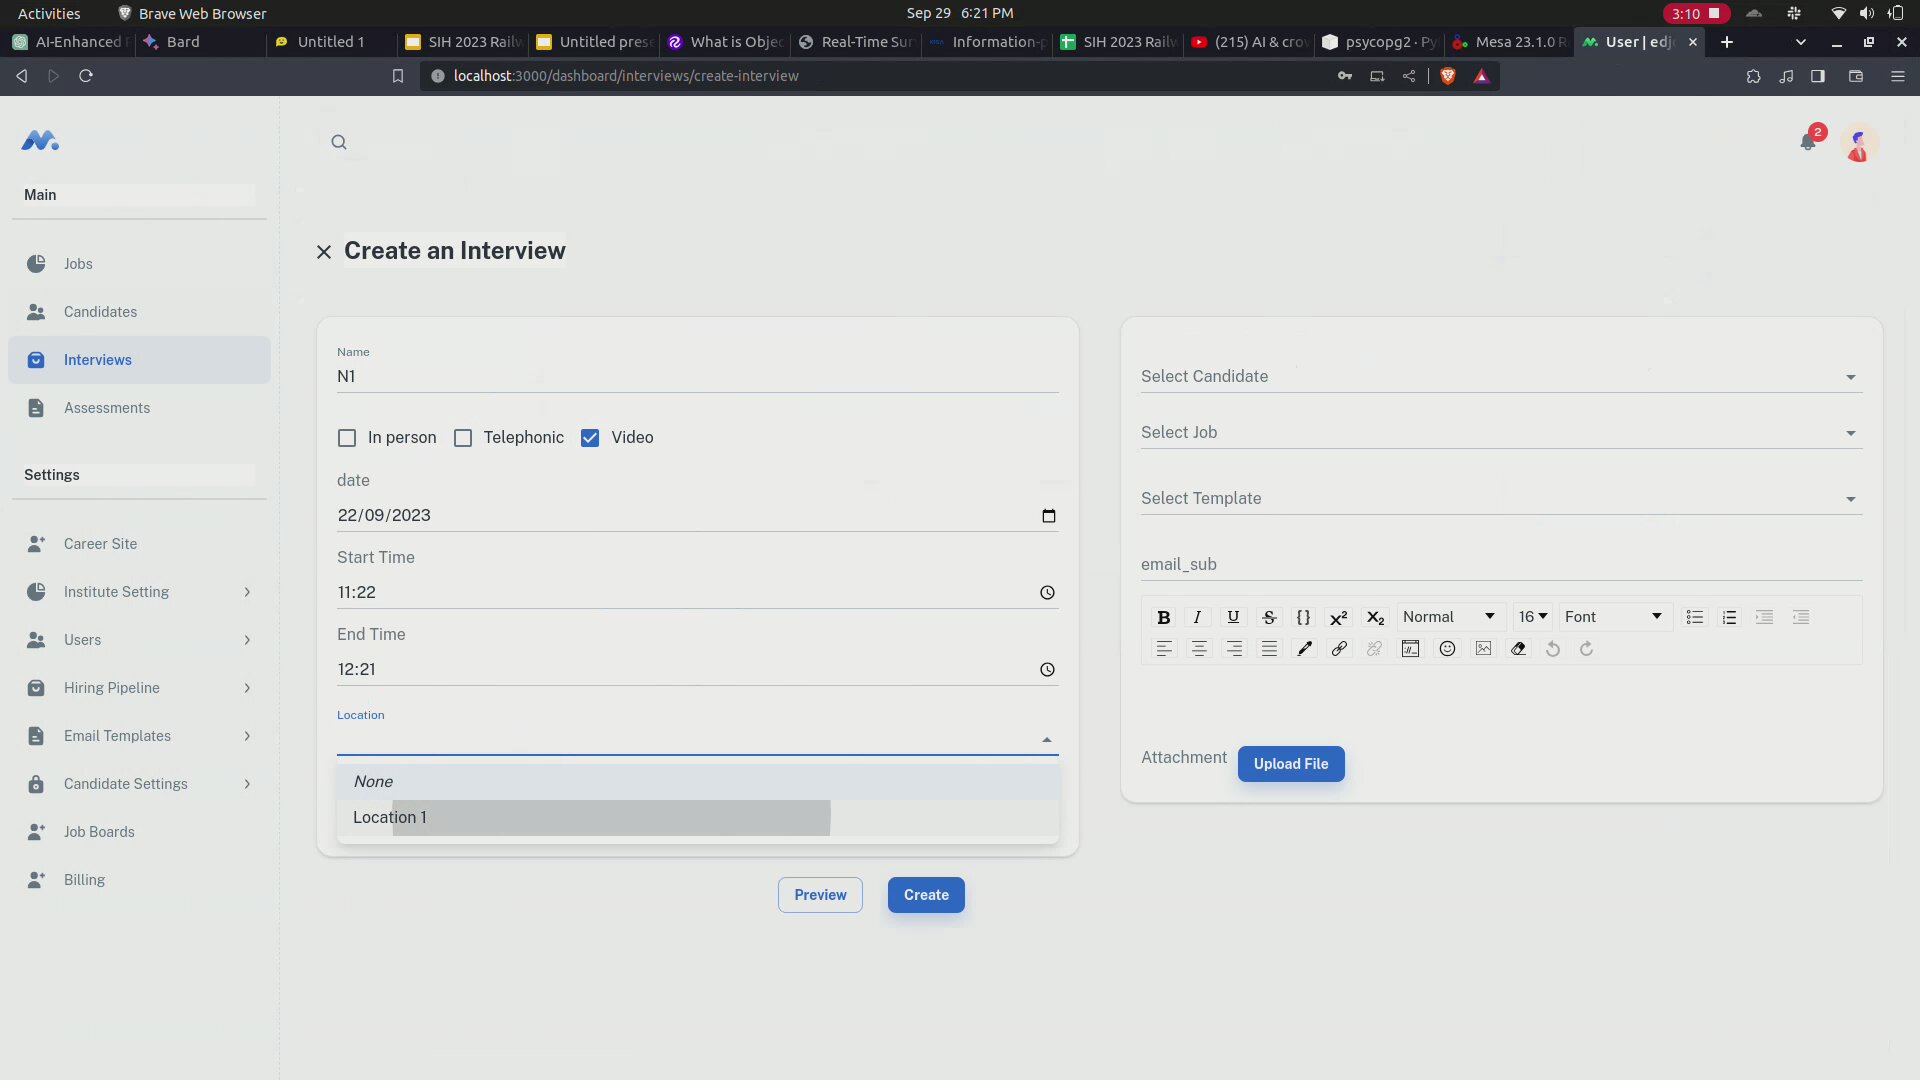 Activities
Brave Web Browser
Sep 29 6:21 PM
3:10
AI-Enhanced
Bard
Untitled 1
SIH 2023 Railw
Untitled prese
What is Objec
Real-Time Sur
Information-p
SIH 2023 Railw
(215) AI & crow
psycopg2 · Py
Mesa 23.1.0 R
User | edj
localhost:3000/dashboard/interviews/create-interview
2
Main
Jobs
Candidates
Interviews
Assessments
Settings
Career Site
Institute Setting
Users
Hiring Pipeline
Email Templates
Candidate Settings
Job Boards
Billing
Create an Interview
Name
N1
In person
Telephonic
Video
date
22/09/2023
Start Time
11:22
End Time
12:21
Location
None
Location 1
Preview
Create
Select Candidate
Select Job
Select Template
email_sub
Normal
16
Font
Attachment
Upload File